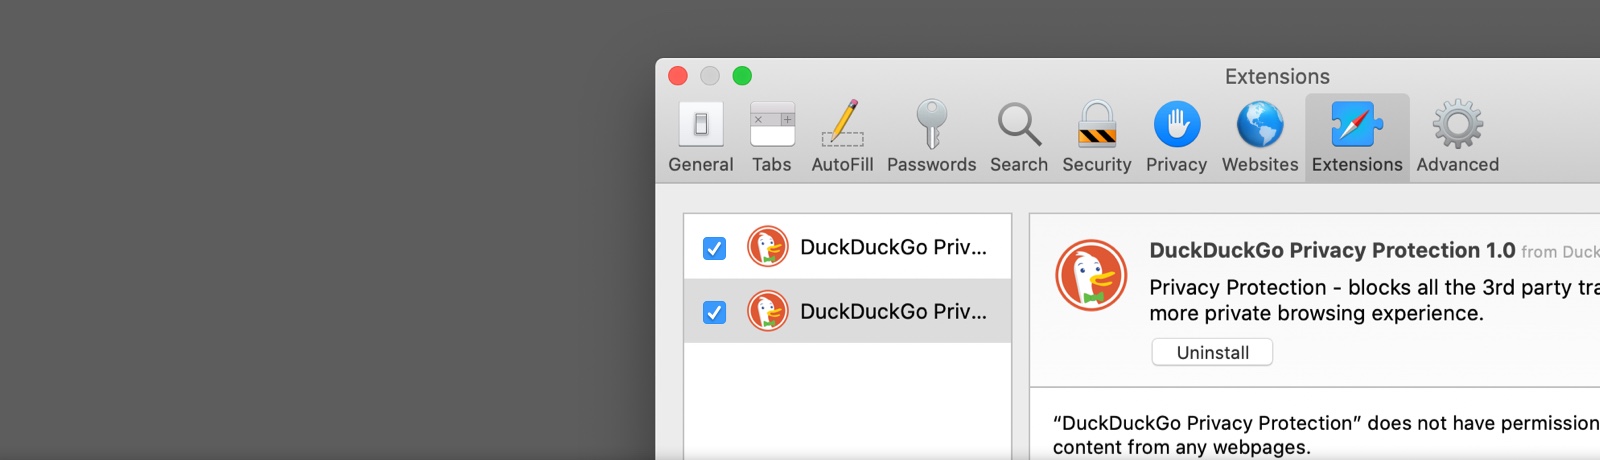 Extensions
General Tabs AutoFill Passwords Search Security Privacy Websites Extensions Advanced
DuckDuckGo Priv...
DuckDuckGo Priv...
DuckDuckGo Privacy Protection 1.0 from Duck
Privacy Protection - blocks all the 3rd party tra
more private browsing experience.
Uninstall
“DuckDuckGo Privacy Protection” does not have permission
content from any webpages.